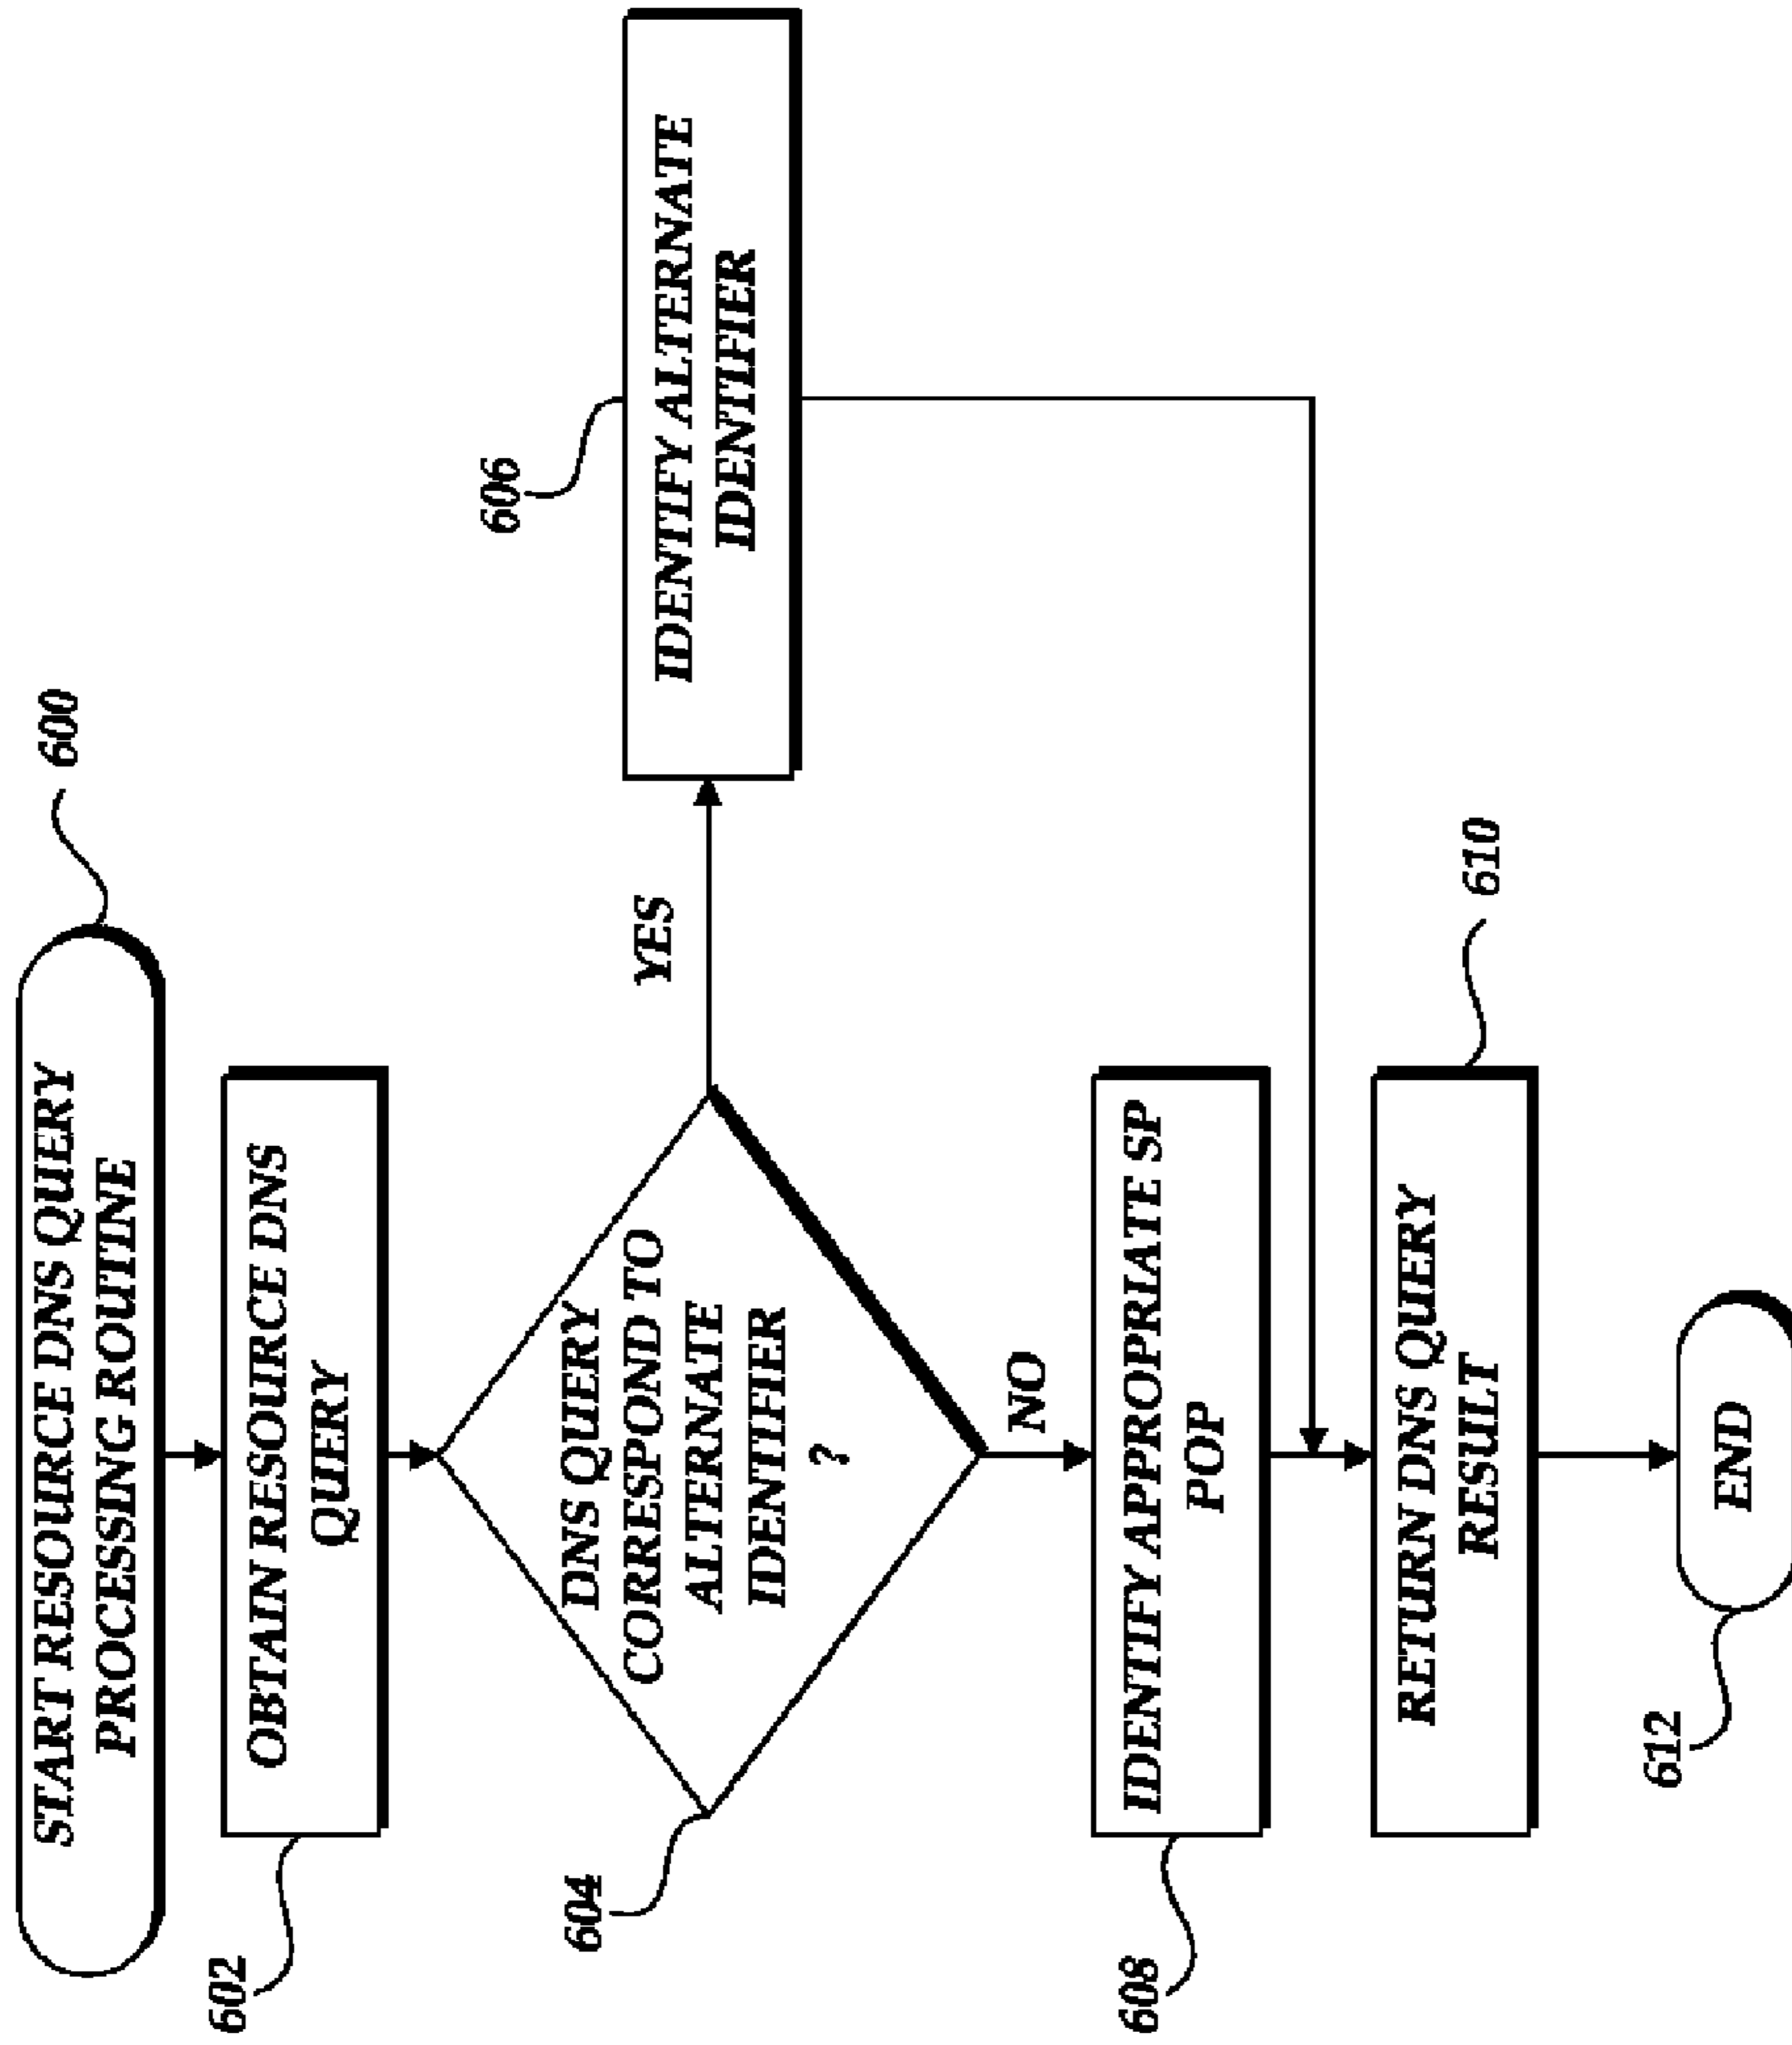 600
START RESOURCE DNS QUERY
PROCESSING ROUTINE
602
OBTAIN RESOURCE DNS
QUERY
604
DNS QUERY
CORRESPOND TO
ALTERNATE
IDENTIFIER
?
YES
606
IDENTIFY ALTERNATE
IDENTIFIER
NO
608
IDENTIFY APPROPRIATE SP
POP
610
RETURN DNS QUERY
RESULT
612
END